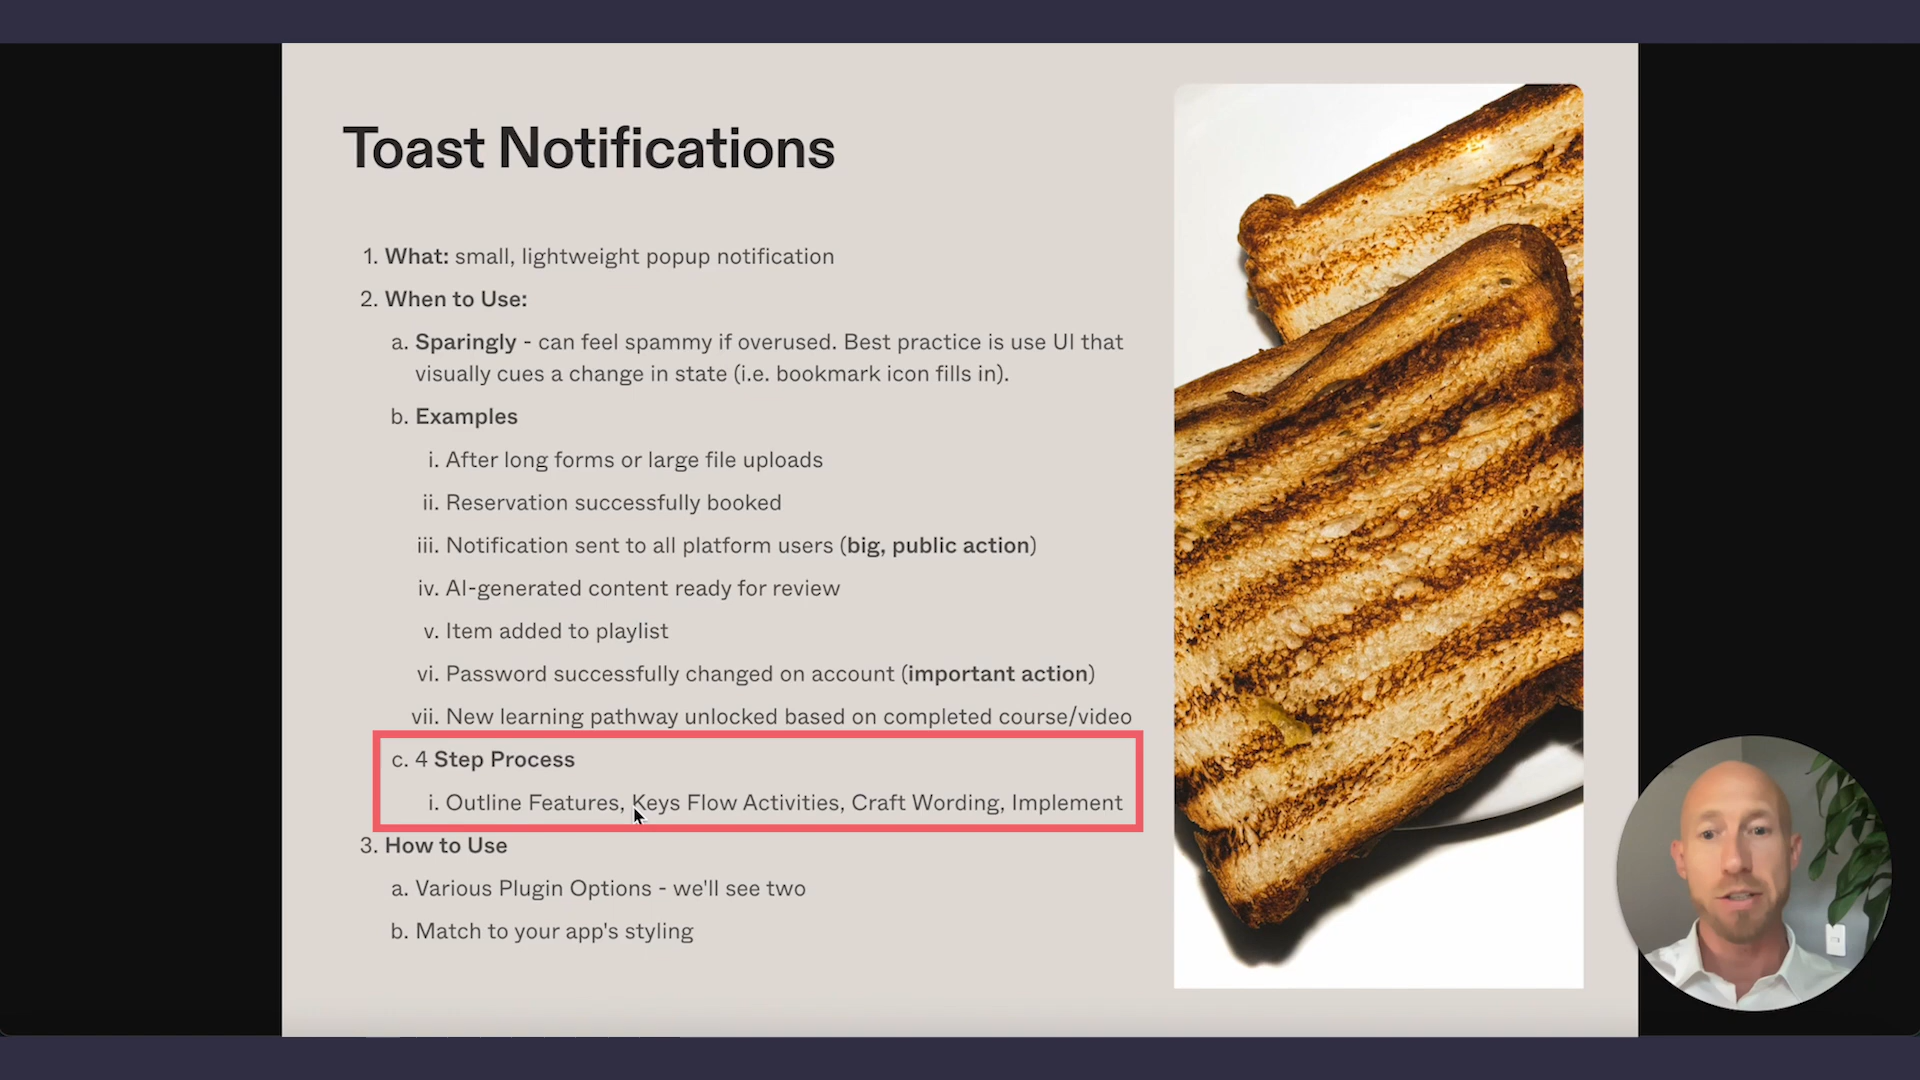 Toast Notifications
1. What: small, lightweight popup notification
2. When to Use:
a. Sparingly - can feel spammy if overused. Best practice is use UI that
visually cues a change in state (i.e. bookmark icon fills in).
b. Examples
i. After long forms or large file uploads
ii. Reservation successfully booked
iii. Notification sent to all platform users (big, public action)
iv. AI-generated content ready for review
v. Item added to playlist
vi. Password successfully changed on account (important action)
vii. New learning pathway unlocked based on completed course/video
c. 4 Step Process
i. Outline Features, Keys Flow Activities, Craft Wording, Implement
3. How to Use
a. Various Plugin Options - we'll see two
b. Match to your app's styling